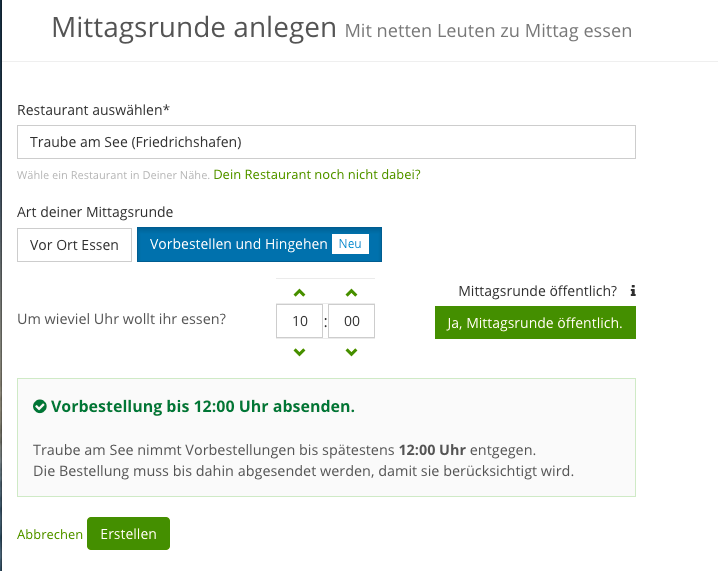 Mittagsrunde anlegen Mit netten Leuten zu Mittag essen
Restaurant auswählen*
Traube am See (Friedrichshafen)
Wähle ein Restaurant in Deiner Nähe. Dein Restaurant noch nicht dabei?
Art deiner Mittagsrunde
Vor Ort Essen Vorbestellen und Hingehen Neu
Mittagsrunde öffentlich? i
Um wieviel Uhr wollt ihr essen? 10 : 00 Ja, Mittagsrunde öffentlich.
Vorbestellung bis 12:00 Uhr absenden.
Traube am See nimmt Vorbestellungen bis spätestens 12:00 Uhr entgegen.
Die Bestellung muss bis dahin abgesendet werden, damit sie berücksichtigt wird.
Abbrechen Erstellen